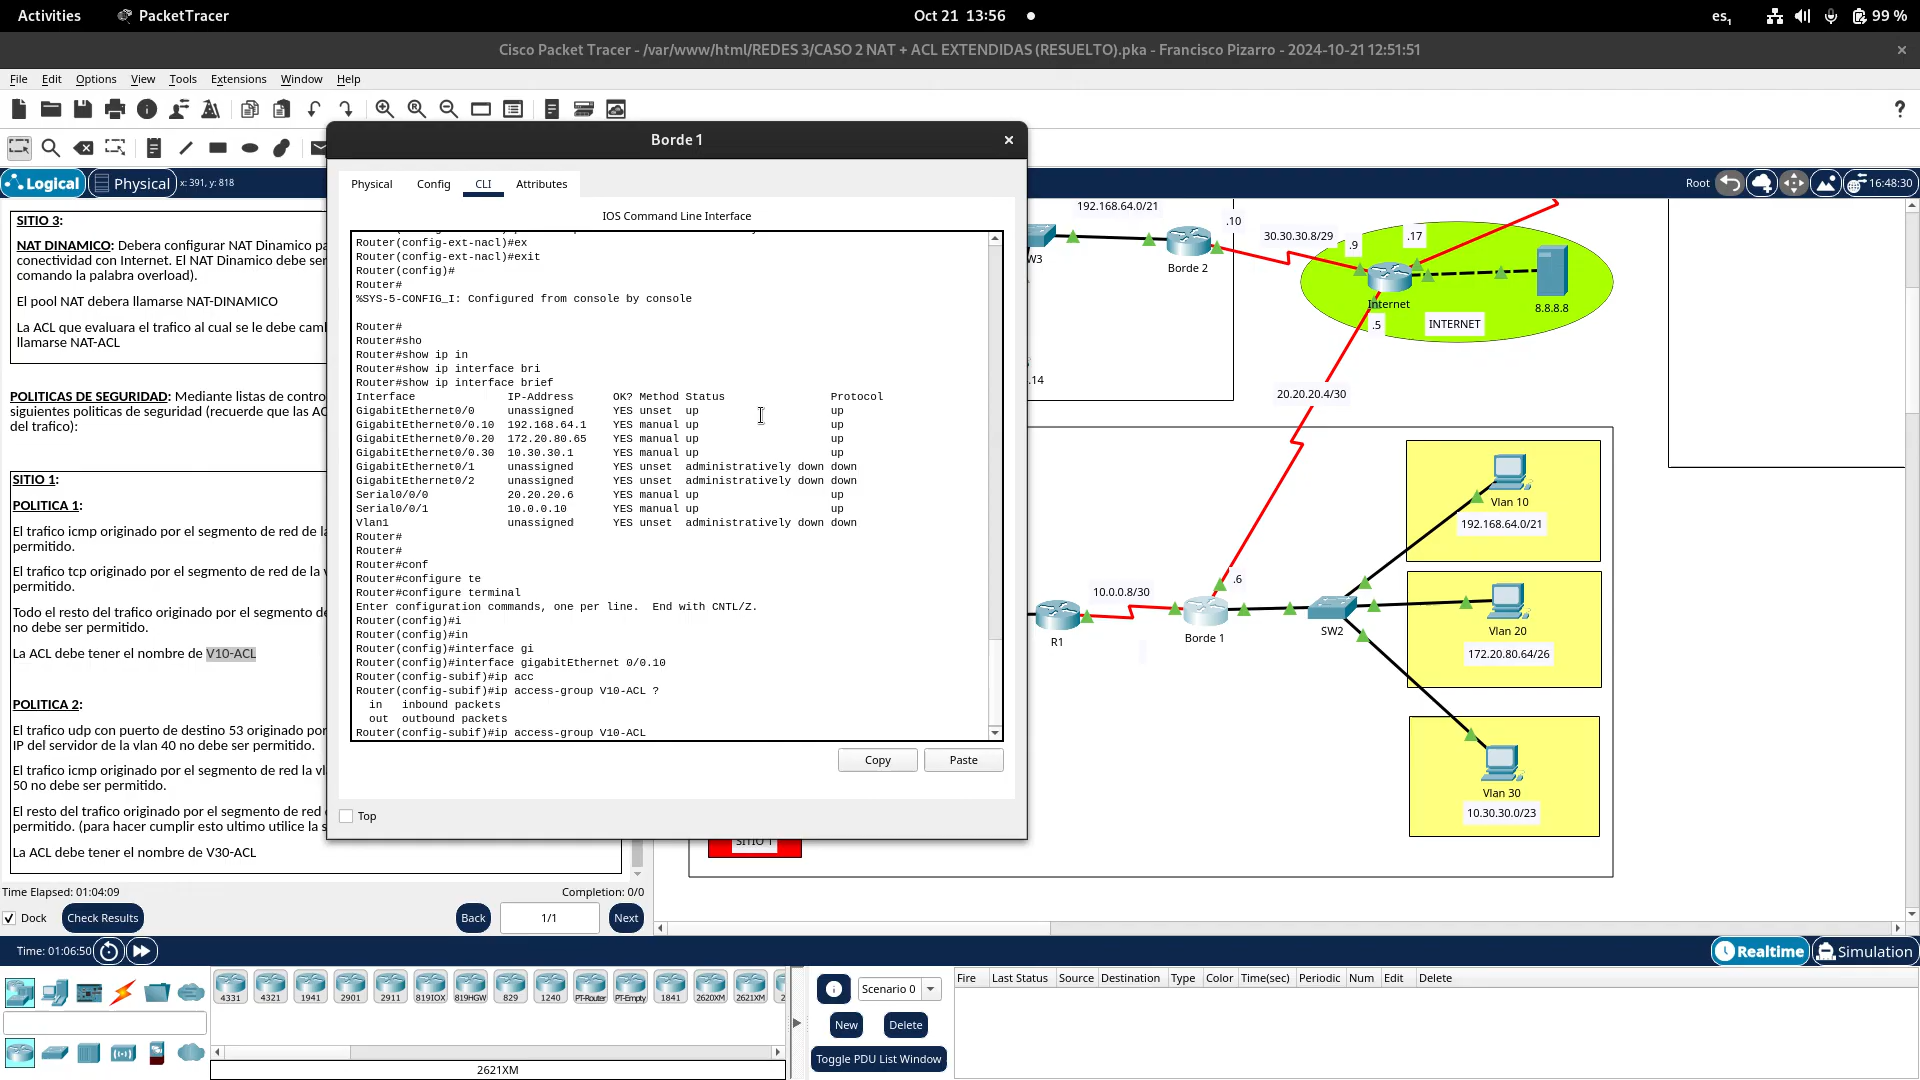 Activities
PacketTracer
Oct 21 13:56
es1
99 %
Cisco Packet Tracer - /var/www/html/REDES 3/CASO 2 NAT + ACL EXTENDIDAS (RESUELTO).pka - Francisco Pizarro - 2024-10-21 12:51:51
File Edit Options View Tools Extensions Window Help
Logical
Physical
x: 391, y: 818
Root
16:48:30
SITIO 3:
NAT DINAMICO: Debera configurar NAT Dinamico pa
conectividad con Internet. El NAT Dinamico debe ser
comando la palabra overload).
El pool NAT debera llamarse NAT-DINAMICO
La ACL que evaluara el trafico al cual se le debe caml
llamarse NAT-ACL
POLITICAS DE SEGURIDAD: Mediante listas de contro
siguientes politicas de seguridad (recuerde que las AC
del trafico):
SITIO 1:
POLITICA 1:
El trafico icmp originado por el segmento de red de la
permitido.
El trafico tcp originado por el segmento de red de la v
permitido.
Todo el resto del trafico originado por el segmento de
no debe ser permitido.
La ACL debe tener el nombre de V10-ACL
POLITICA 2:
El trafico udp con puerto de destino 53 originado por
IP del servidor de la vlan 40 no debe ser permitido.
El trafico icmp originado por el segmento de red la vl
50 no debe ser permitido.
El resto del trafico originado por el segmento de red
permitido. (para hacer cumplir esto ultimo utilice la s
La ACL debe tener el nombre de V30-ACL
Time Elapsed: 01:04:09
Completion: 0/0
Dock
Check Results
Back
1/1
Next
Borde 1
Physical Config CLI Attributes
IOS Command Line Interface
Router(config-ext-nacl)#ex
Router(config-ext-nacl)#exit
Router(config)#
Router#
%SYS-5-CONFIG_I: Configured from console by console
Router#
Router#sho
Router#show ip in
Router#show ip interface bri
Router#show ip interface brief
Interface IP-Address OK? Method Status Protocol
GigabitEthernet0/0 unassigned YES unset up up
GigabitEthernet0/0.10 192.168.64.1 YES manual up up
GigabitEthernet0/0.20 172.20.80.65 YES manual up up
GigabitEthernet0/0.30 10.30.30.1 YES manual up up
GigabitEthernet0/1 unassigned YES unset administratively down down
GigabitEthernet0/2 unassigned YES unset administratively down down
Serial0/0/0 20.20.20.6 YES manual up up
Serial0/0/1 10.0.0.10 YES manual up up
Vlan1 unassigned YES unset administratively down down
Router#
Router#
Router#conf
Router#configure te
Router#configure terminal
Enter configuration commands, one per line. End with CNTL/Z.
Router(config)#i
Router(config)#in
Router(config)#interface gi
Router(config)#interface gigabitEthernet 0/0.10
Router(config-subif)#ip acc
Router(config-subif)#ip access-group V10-ACL ?
in inbound packets
out outbound packets
Router(config-subif)#ip access-group V10-ACL
Copy
Paste
Top
192.168.64.0/21
.10
30.30.30.8/29
.9
.17
W3
Borde 2
Internet
8.8.8.8
.5
INTERNET
.14
20.20.20.4/30
Vlan 10
192.168.64.0/21
.6
10.0.0.8/30
R1
Borde 1
SW2
Vlan 20
172.20.80.64/26
Vlan 30
10.30.30.0/23
SITIO 1
Time: 01:06:50
Realtime
Simulation
4331 4321 1941 2901 2911 819IOX 819HGW 829 1240 PT-Router PT-Empty 1841 2620XM 2621XM 2
2621XM
Scenario 0
New
Delete
Toggle PDU List Window
Fire Last Status Source Destination Type Color Time(sec) Periodic Num Edit Delete